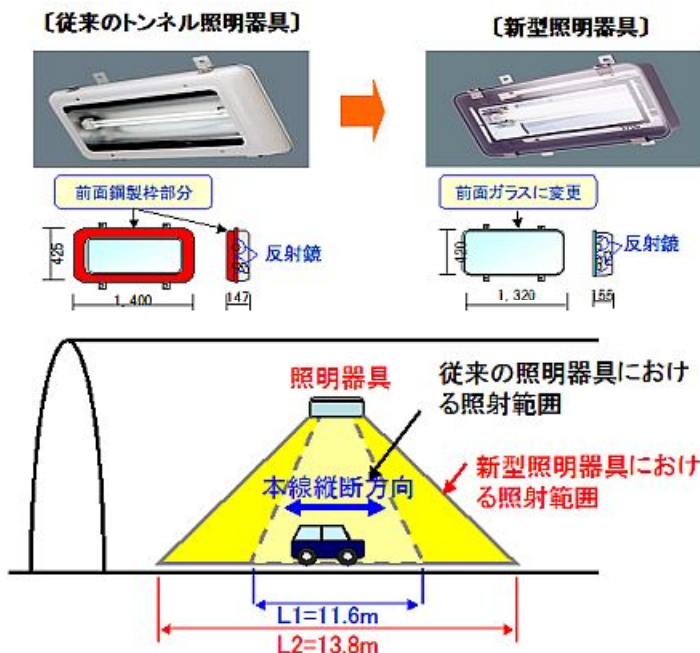 〔従来のトンネル照明器具〕
〔新型照明器具〕
前面鋼製枠部分
前面ガラスに変更
425
反射鏡
1,400
147
420
反射鏡
1,320
155
照明器具
従来の照明器具におけ
る照射範囲
新型照明器具におけ
る照射範囲
本線縦断方向
L1=11.6m
L2=13.8m